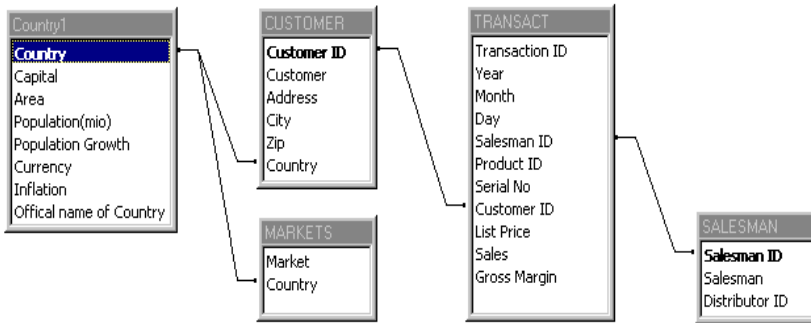 Country1
Country
Capital
Area
Population(mio)
Population Growth
Currency
Inflation
Offical name of Country
CUSTOMER
Customer ID
Customer
Address
City
Zip
Country
MARKETS
Market
Country
TRANSACT
Transaction ID
Year
Month
Day
Salesman ID
Product ID
Serial No
Customer ID
List Price
Sales
Gross Margin
SALESMAN
Salesman ID
Salesman
Distributor ID